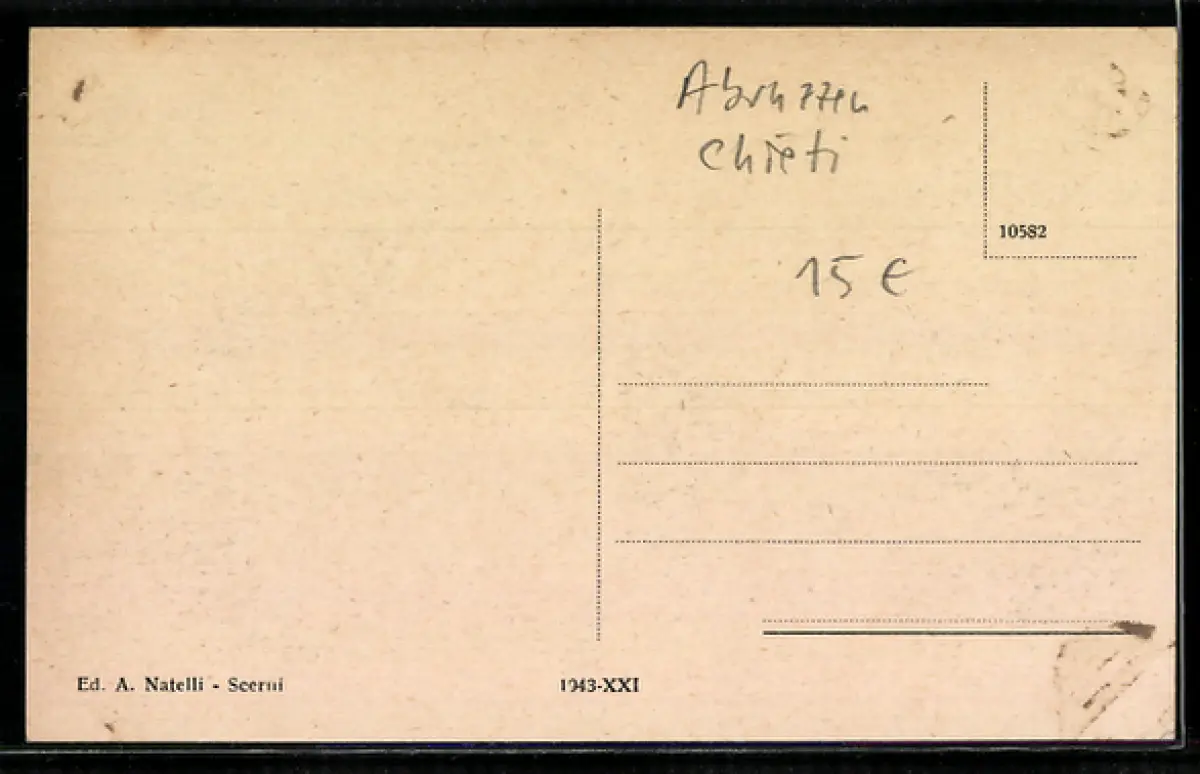 Abruzzen
Chieti
10582
15 €
Ed. A. Natelli - Scerni
1943-XXI